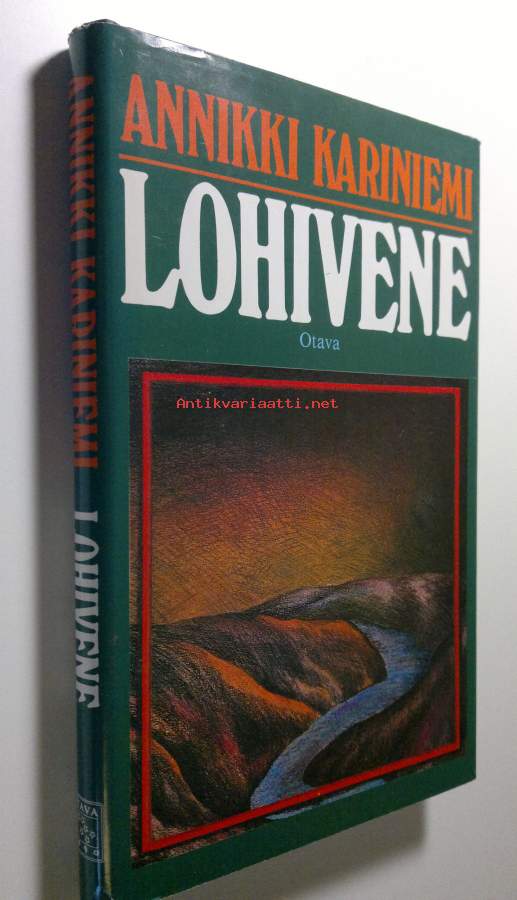 ANNIKKI KARINIEMI
LOHIVENE
Otava
Antikvariaatti.net
ANNIKKI KARINIEMI LOHIVENE